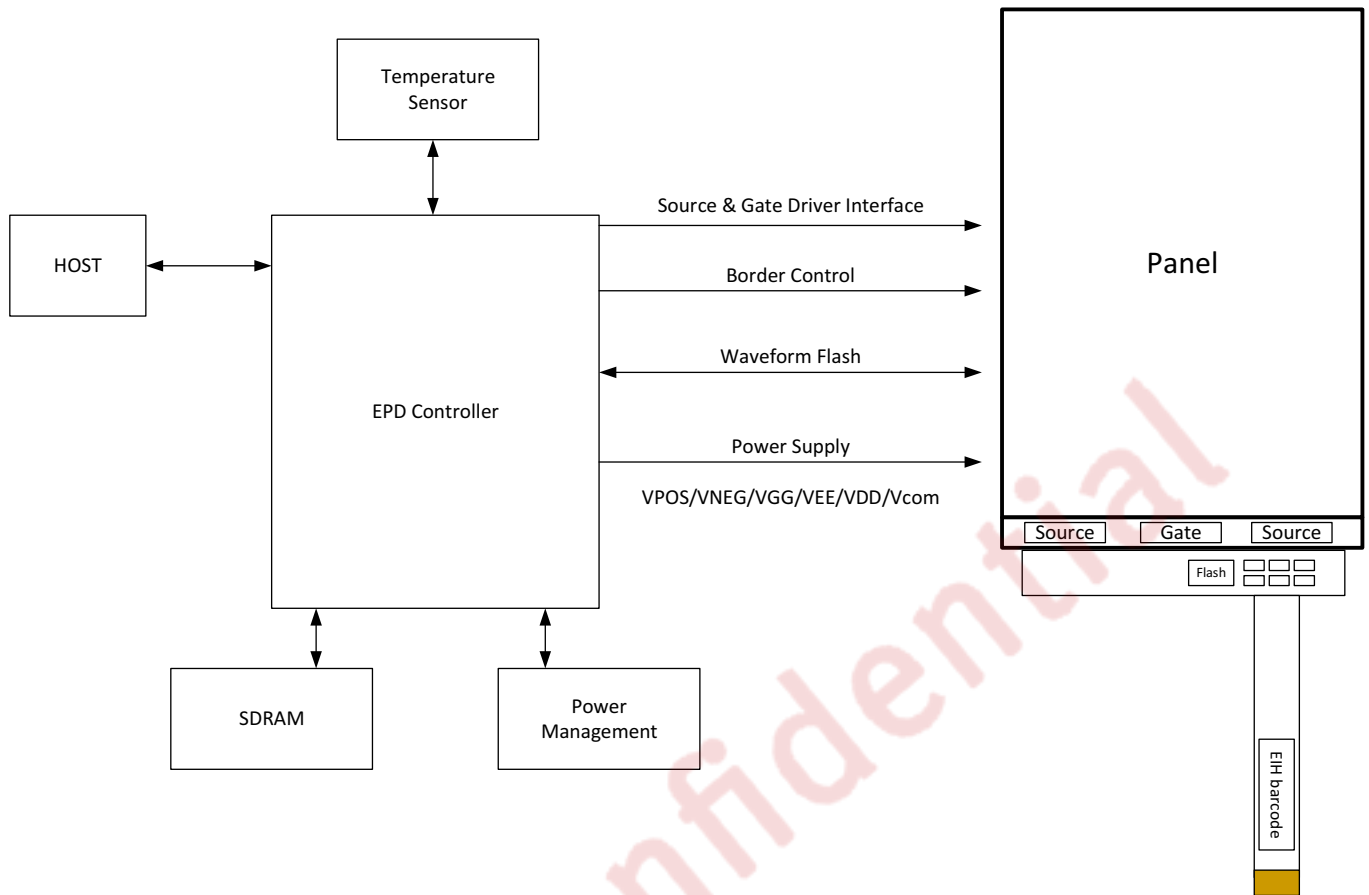 Temperature
Sensor
HOST
EPD Controller
Source & Gate Driver Interface
Border Control
Waveform Flash
Power Supply
VPOS/VNEG/VGG/VEE/VDD/Vcom
Panel
Source
Gate
Source
Flash
SDRAM
Power
Management
EIH barcode
nfidential